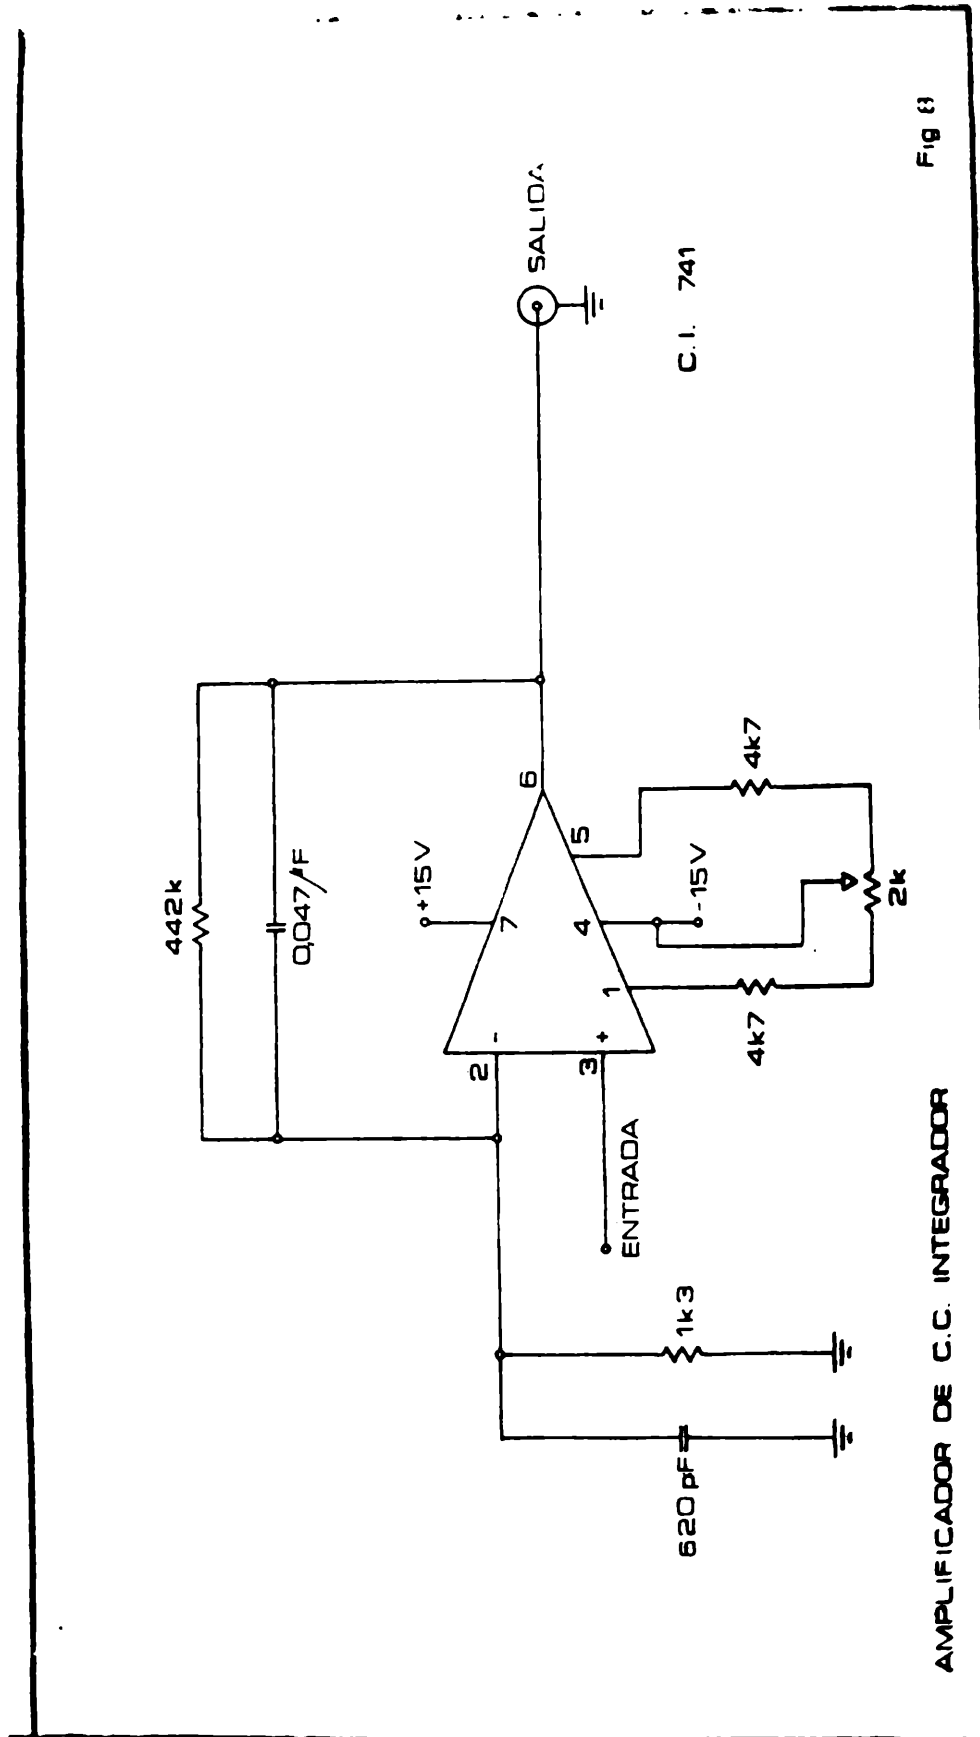 442k
0,047µF
+15V
SALIDA
2
-
7
6
3
+
1
4
5
ENTRADA
-15V
C.I. 741
620pF
1k3
4k7
4k7
2k
AMPLIFICADOR DE C.C. INTEGRADOR
Fig 8